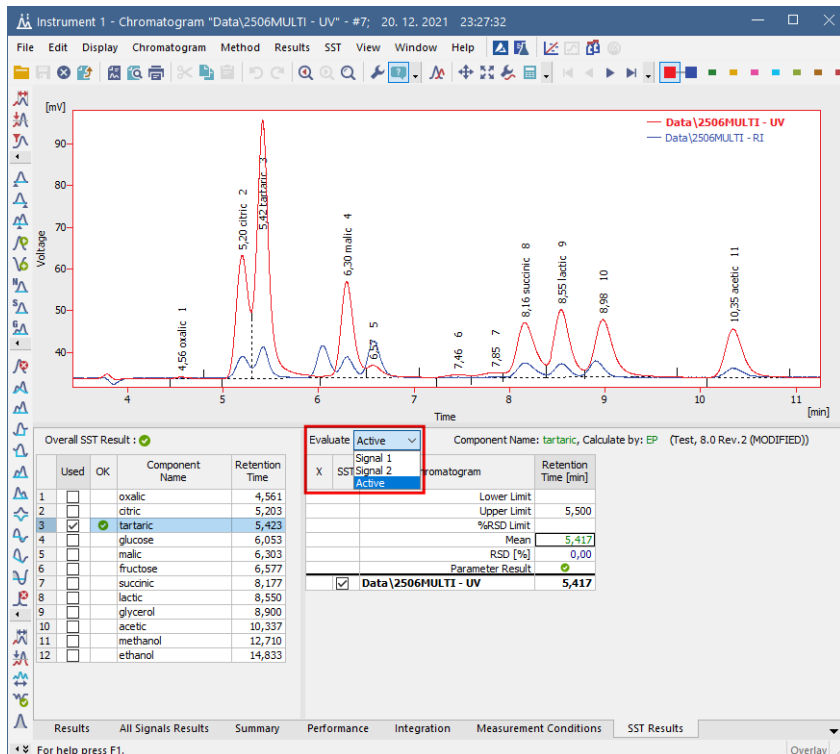 Instrument 1 - Chromatogram "Data\2506MULTI - UV" - #7; 20. 12. 2021 23:27:32
File Edit Display Chromatogram Method Results SST View Window Help
[mV]
Data\2506MULTI - UV
Data\2506MULTI - RI
90
80
70
60
50
40
Voltage
4,56 oxalic 1
5,20 citric 2
5,42 tartaric 3
6,30 malic 4
6,57 5
7,46 6
7,85 7
8,16 succinic 8
8,55 lactic 9
8,98 10
10,35 acetic 11
4 5 6 7 8 9 10 11
Time
[min]
Overall SST Result :
Used OK Component Name Retention Time
1 oxalic 4,561
2 citric 5,203
3 tartaric 5,423
4 glucose 6,053
5 malic 6,303
6 fructose 6,577
7 succinic 8,177
8 lactic 8,550
9 glycerol 8,900
10 acetic 10,337
11 methanol 12,710
12 ethanol 14,833
Evaluate Active Component Name: tartaric, Calculate by: EP (Test, 8.0 Rev.2 (MODIFIED))
Signal 1
Signal 2
Active
X SST romatogram Retention Time [min]
Lower Limit
Upper Limit 5,500
%RSD Limit
Mean 5,417
RSD [%] 0,00
Parameter Result
Data\2506MULTI - UV 5,417
Results All Signals Results Summary Performance Integration Measurement Conditions SST Results
For help press F1. Overlay